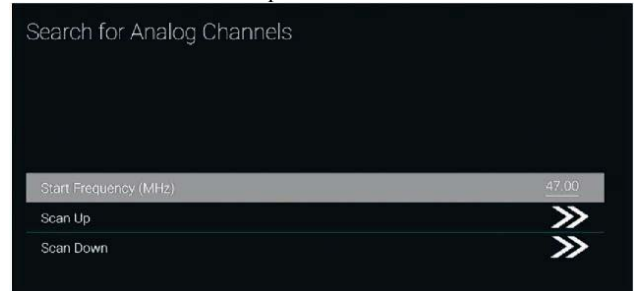 Search for Analog Channels
Start Frequency (MHz) 47.00
Scan Up
Scan Down